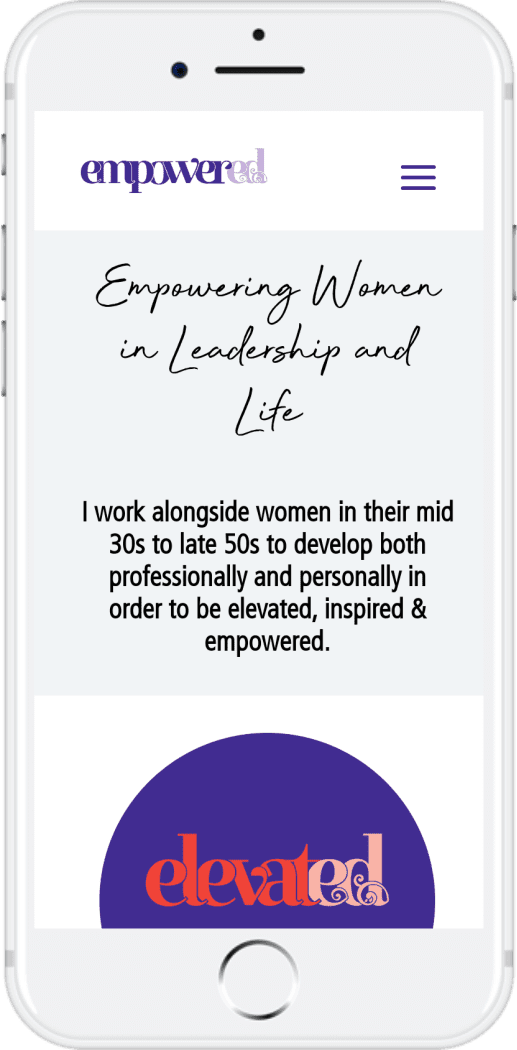 empowered
Empowering Women
in Leadership and
Life
I work alongside women in their mid
30s to late 50s to develop both
professionally and personally in
order to be elevated, inspired &
empowered.
elevated